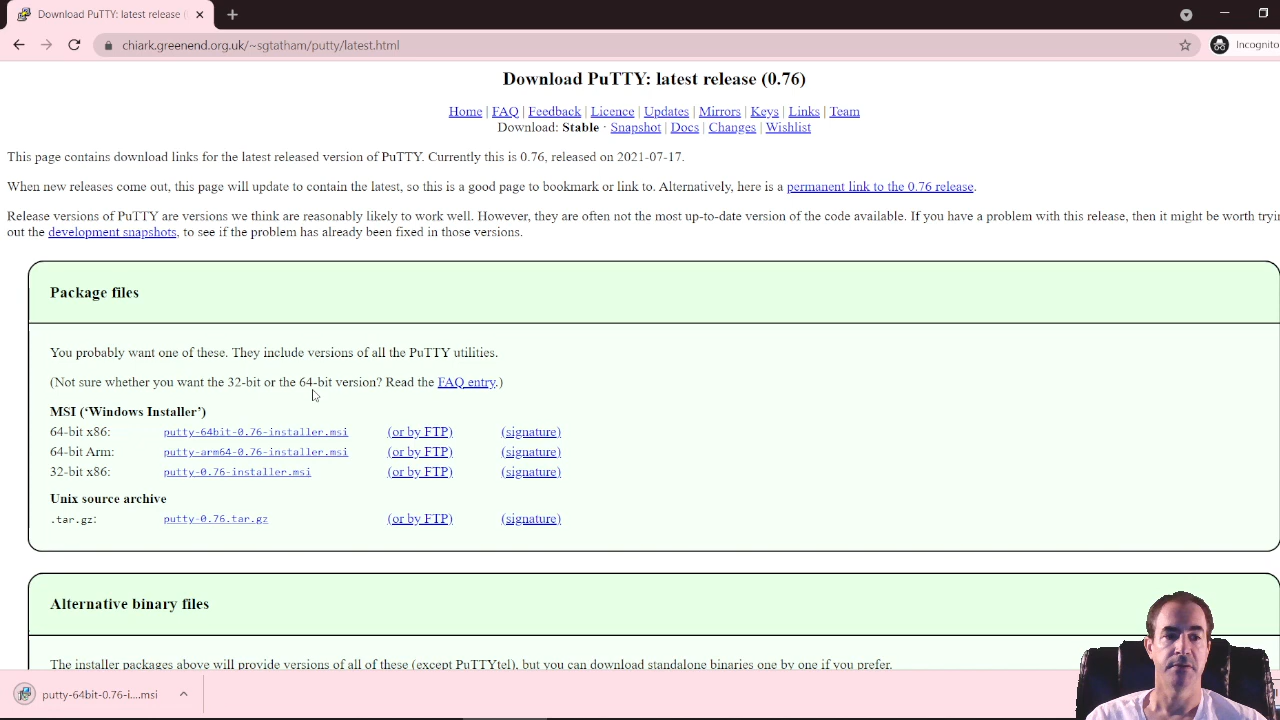 Download PuTTY: latest release (
chiark.greenend.org.uk/~sgtatham/putty/latest.html
Incognito
Download PuTTY: latest release (0.76)
Home | FAQ | Feedback | Licence | Updates | Mirrors | Keys | Links | Team
Download: Stable · Snapshot | Docs | Changes | Wishlist
This page contains download links for the latest released version of PuTTY. Currently this is 0.76, released on 2021-07-17.
When new releases come out, this page will update to contain the latest, so this is a good page to bookmark or link to. Alternatively, here is a permanent link to the 0.76 release.
Release versions of PuTTY are versions we think are reasonably likely to work well. However, they are often not the most up-to-date version of the code available. If you have a problem with this release, then it might be worth tryin
out the development snapshots, to see if the problem has already been fixed in those versions.
Package files
You probably want one of these. They include versions of all the PuTTY utilities.
(Not sure whether you want the 32-bit or the 64-bit version? Read the FAQ entry.)
MSI (‘Windows Installer’)
64-bit x86: putty-64bit-0.76-installer.msi (or by FTP) (signature)
64-bit Arm: putty-arm64-0.76-installer.msi (or by FTP) (signature)
32-bit x86: putty-0.76-installer.msi (or by FTP) (signature)
Unix source archive
.tar.gz: putty-0.76.tar.gz (or by FTP) (signature)
Alternative binary files
The installer packages above will provide versions of all of these (except PuTTYtel), but you can download standalone binaries one by one if you prefer.
putty-64bit-0.76-i....msi